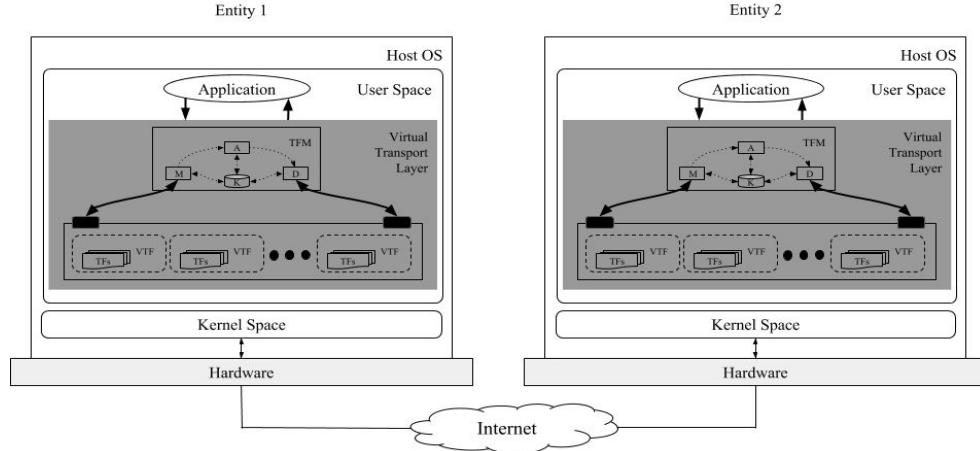 Entity 1
Host OS
User Space
Application
Virtual
Transport
Layer
TFM
A
M
K
D
VTF
TFs
VTF
TFs
VTF
TFs
Kernel Space
Hardware
Entity 2
Host OS
User Space
Application
Virtual
Transport
Layer
TFM
A
M
K
D
VTF
TFs
VTF
TFs
VTF
TFs
Kernel Space
Hardware
Internet